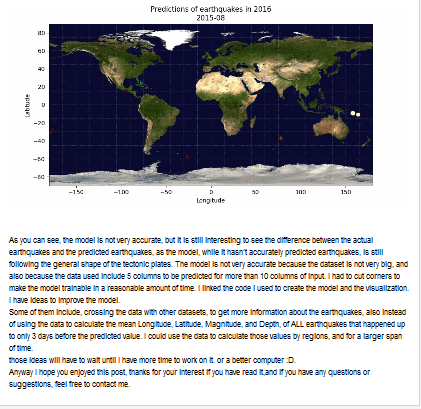 Predictions of earthquakes in 2016
2015-08
80
60
40
20
0
−20
−40
−60
−80
Latitude
−150
−100
−50
0
50
100
150
Longitude
As you can see, the model is not very accurate, but it is still interesting to see the difference between the actual
earthquakes and the predicted earthquakes, as the model, while it hasn't accurately predicted earthquakes, is still
following the general shape of the tectonic plates. The model is not very accurate because the dataset is not very big, and
also because the data used include 5 columns to be predicted for more than 10 columns of input. I had to cut corners to
make the model trainable in a reasonable amount of time. I linked the code I used to create the model and the visualization.
I have ideas to improve the model.
Some of them include, crossing the data with other datasets, to get more information about the earthquakes, also instead
of using the data to calculate the mean Longitude, Latitude, Magnitude, and Depth, of ALL earthquakes that happened up
to only 3 days before the predicted value. I could use the data to calculate those values by regions, and for a larger span
of time.
those ideas will have to wait until I have more time to work on it. or a better computer :D.
Anyway I hope you enjoyed this post, thanks for your interest if you have read it,and if you have any questions or
suggestions, feel free to contact me.